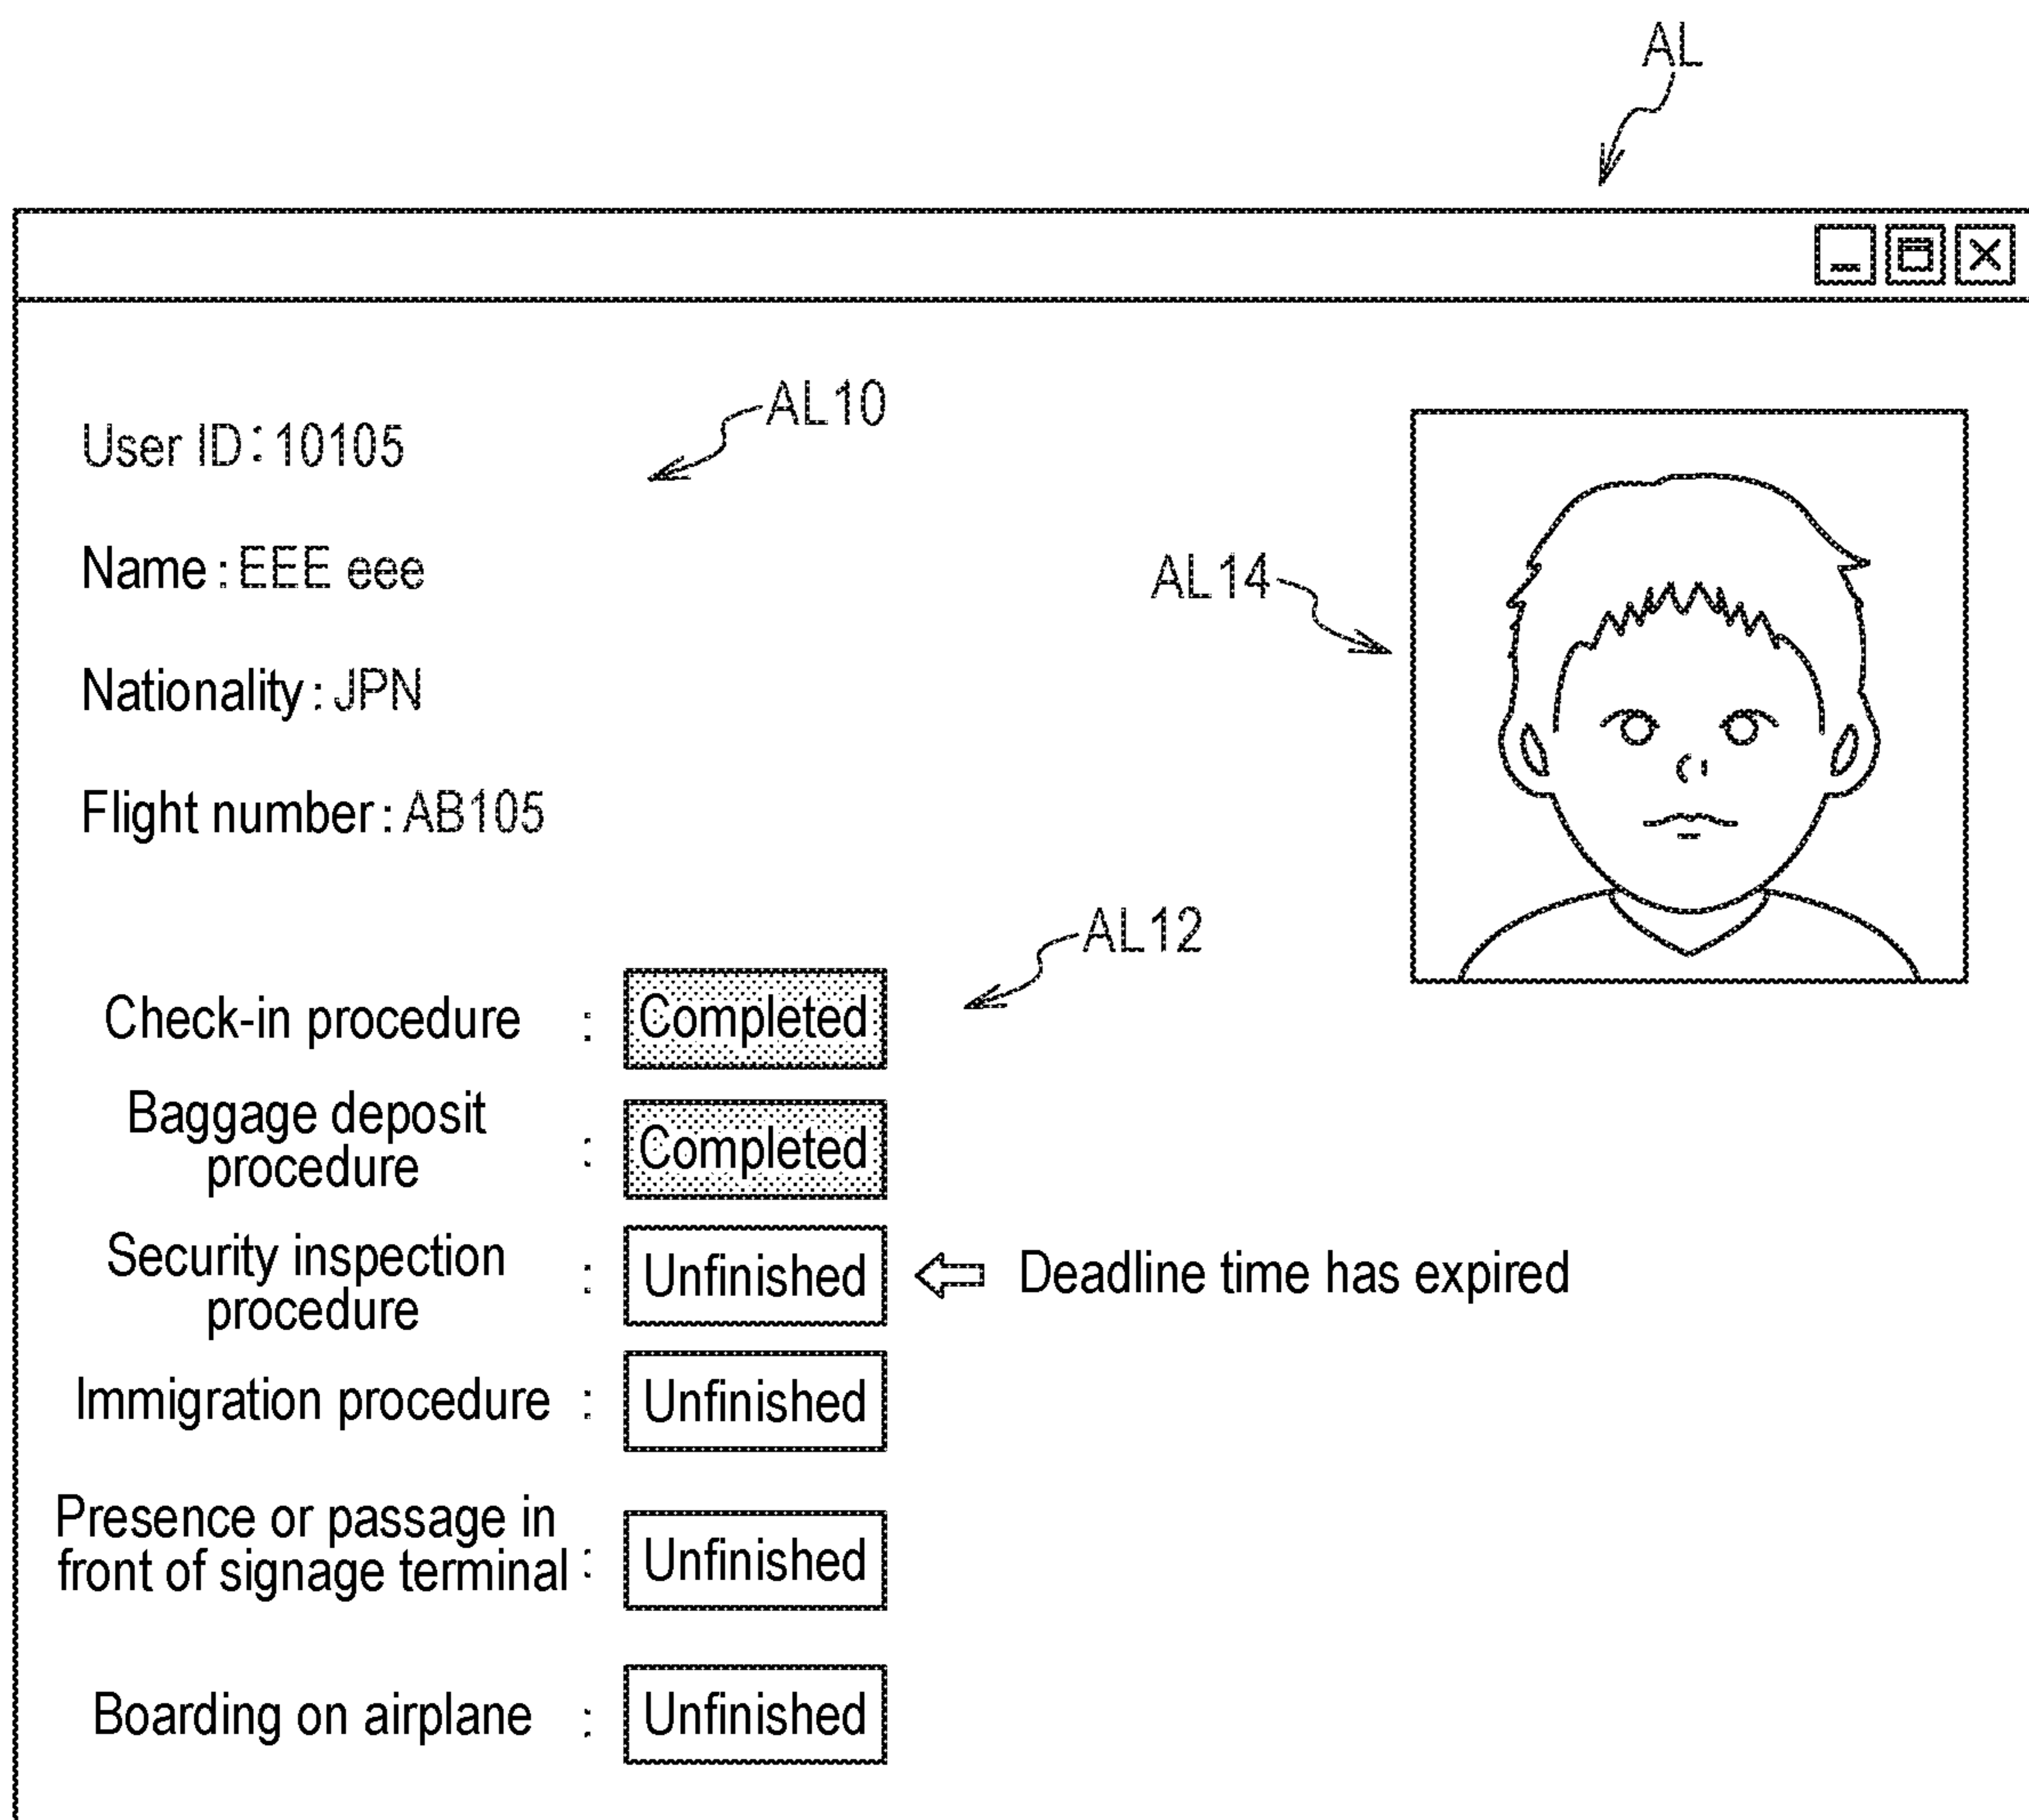 AL
User ID:10105
AL10
Name:EEE eee
AL14
Nationality:JPN
Flight number:AB105
AL12
Check-in procedure : Completed
Baggage deposit
procedure : Completed
Security inspection
procedure : Unfinished Deadline time has expired
Immigration procedure : Unfinished
Presence or passage in
front of signage terminal : Unfinished
Boarding on airplane : Unfinished